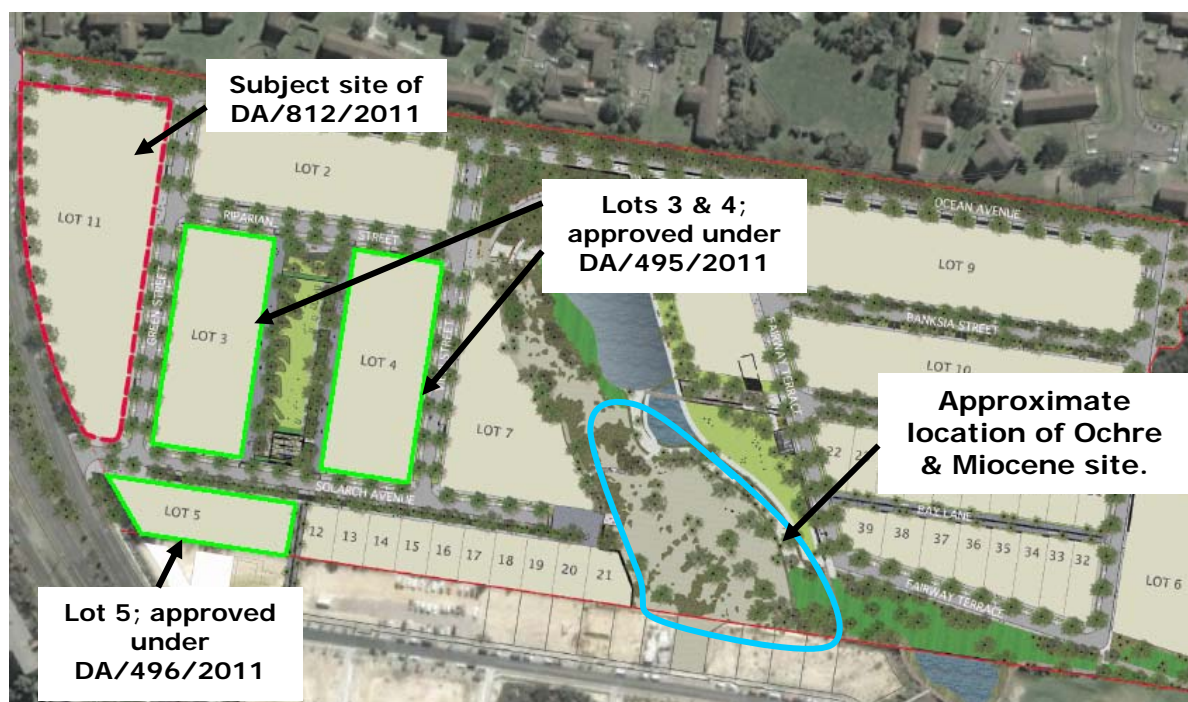 Subject site of
DA/812/2011
LOT 2
Lots 3 & 4;
approved under
DA/495/2011
OCEAN AVENUE
LOT 11
RIPARIAN
STREET
LOT 9
GREEN STREET
LOT 3
LOT 4
STREET
FAIRWAY TERRACE
BANKSIA STREET
LOT 10
LOT 7
Approximate
location of Ochre
& Miocene site.
22
SOLARCH AVENUE
LOT 5
12
13
14
15
16
17
18
19
20
21
BAY LANE
39
38
37
36
35
34
33
32
FAIRWAY TERRACE
LOT 6
Lot 5; approved
under
DA/496/2011